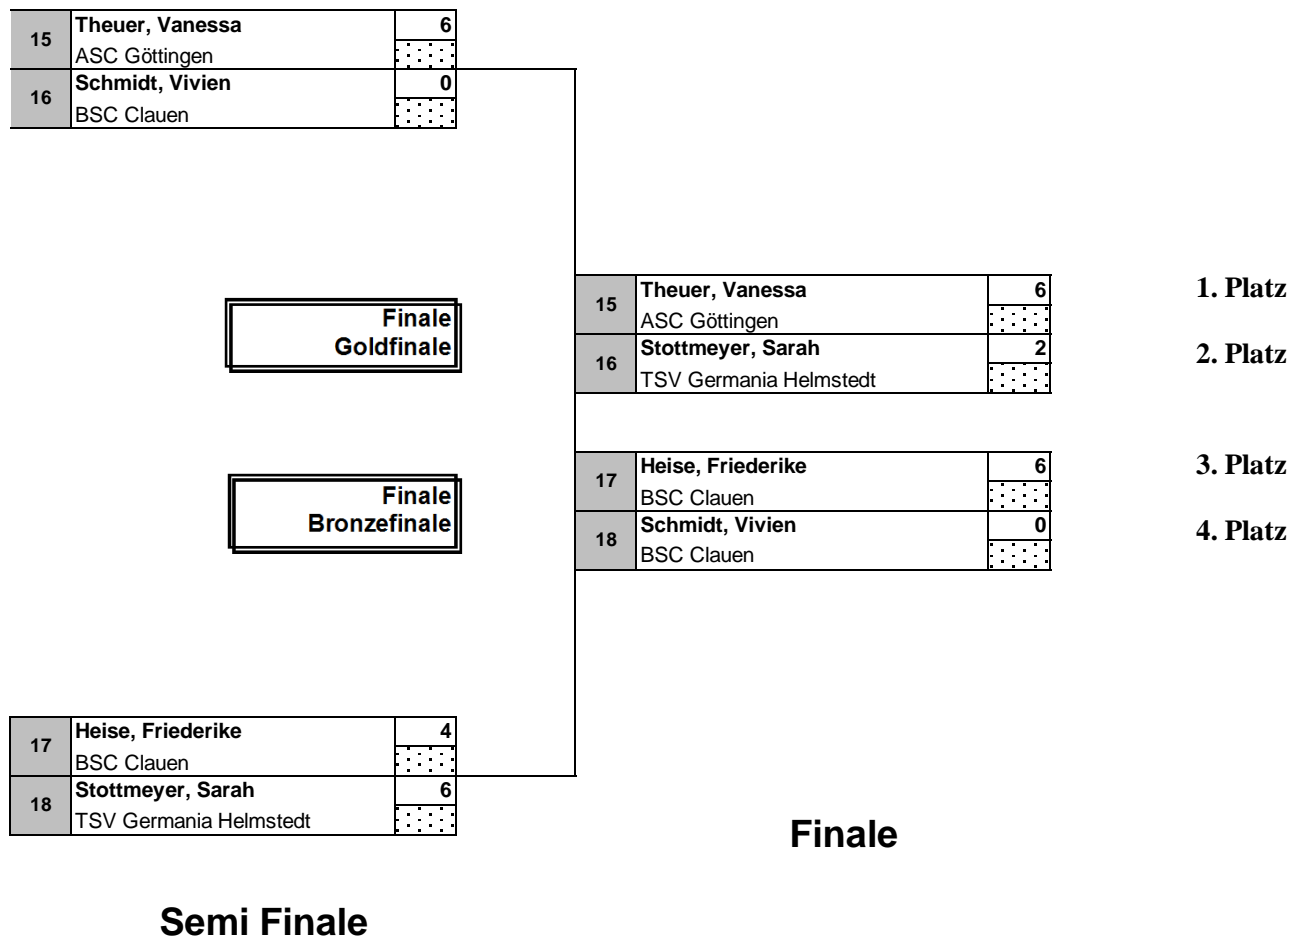 15 Theuer, Vanessa 6
ASC Göttingen
16 Schmidt, Vivien 0
BSC Clauen
Finale
Goldfinale
15 Theuer, Vanessa 6 1. Platz
ASC Göttingen
16 Stottmeyer, Sarah 2 2. Platz
TSV Germania Helmstedt
Finale
Bronzefinale
17 Heise, Friederike 6 3. Platz
BSC Clauen
18 Schmidt, Vivien 0 4. Platz
BSC Clauen
17 Heise, Friederike 4
BSC Clauen
18 Stottmeyer, Sarah 6
TSV Germania Helmstedt
Finale
Semi Finale